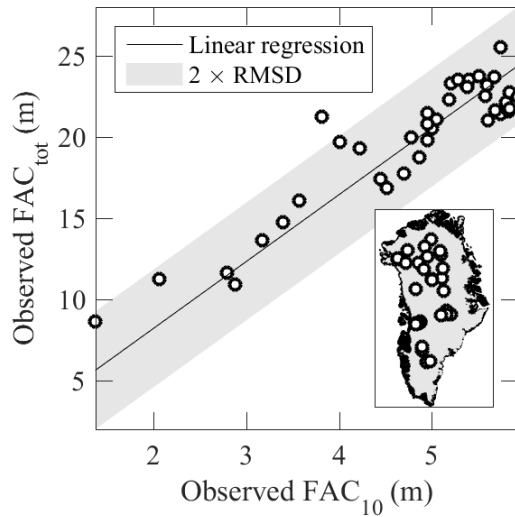 Linear regression
2 × RMSD
25
20
15
10
5
Observed FAC_tot (m)
2 3 4 5
Observed FAC_10 (m)